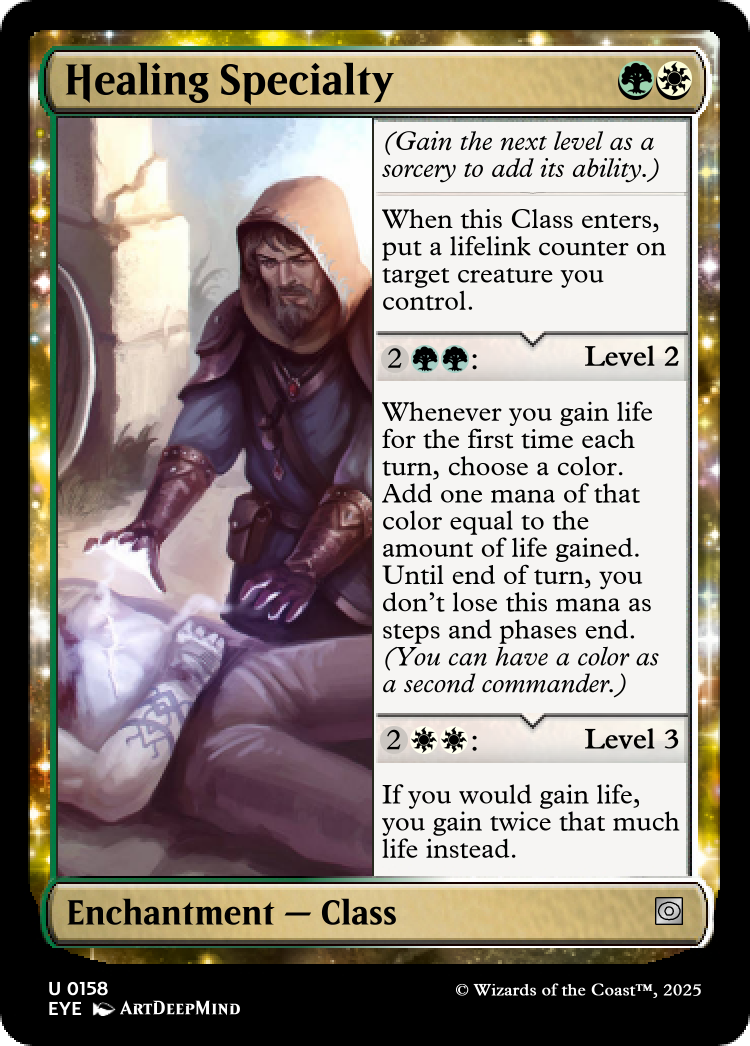 Healing Specialty
(Gain the next level as a
sorcery to add its ability.)
When this Class enters,
put a lifelink counter on
target creature you
control.
2 : Level 2
Whenever you gain life
for the first time each
turn, choose a color.
Add one mana of that
color equal to the
amount of life gained.
Until end of turn, you
don't lose this mana as
steps and phases end.
(You can have a color as
a second commander.)
2 : Level 3
If you would gain life,
you gain twice that much
life instead.
Enchantment — Class
U 0158
EYE ArtDeepMind
© Wizards of the Coast™, 2025